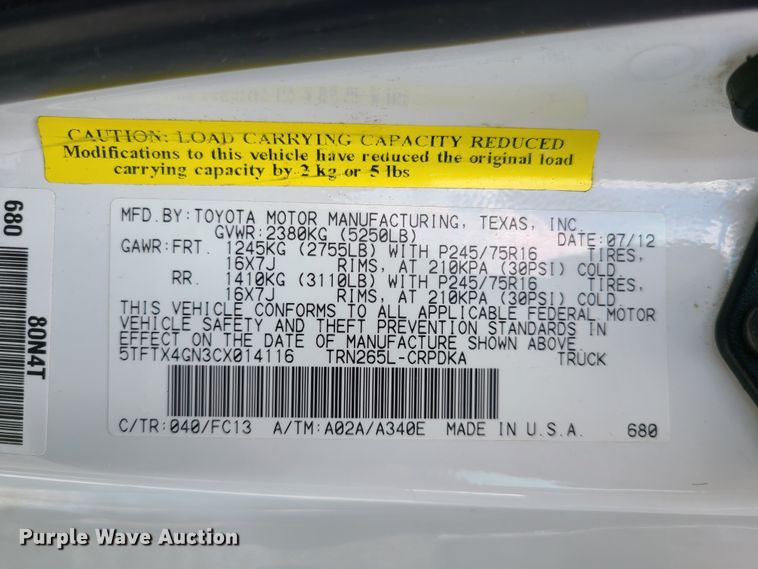 CAUTION: LOAD CARRYING CAPACITY REDUCED
Modifications to this vehicle have reduced the original load
carrying capacity by 2 kg or 5 lbs
MFD.BY:TOYOTA MOTOR MANUFACTURING, TEXAS, INC.
GVWR:2380KG (5250LB) DATE:07/12
GAWR:FRT. 1245KG (2755LB) WITH P245/75R16 TIRES,
16X7J RIMS, AT 210KPA (30PSI) COLD.
RR. 1410KG (3110LB) WITH P245/75R16 TIRES,
16X7J RIMS, AT 210KPA (30PSI) COLD.
THIS VEHICLE CONFORMS TO ALL APPLICABLE FEDERAL MOTOR
VEHICLE SAFETY AND THEFT PREVENTION STANDARDS IN
EFFECT ON THE DATE OF MANUFACTURE SHOWN ABOVE.
5TFTX4GN3CX014116 TRN265L-CRPDKA TRUCK
C/TR:040/FC13 A/TM:A02A/A340E MADE IN U.S.A. 680
680
80N4T
Purple Wave Auction